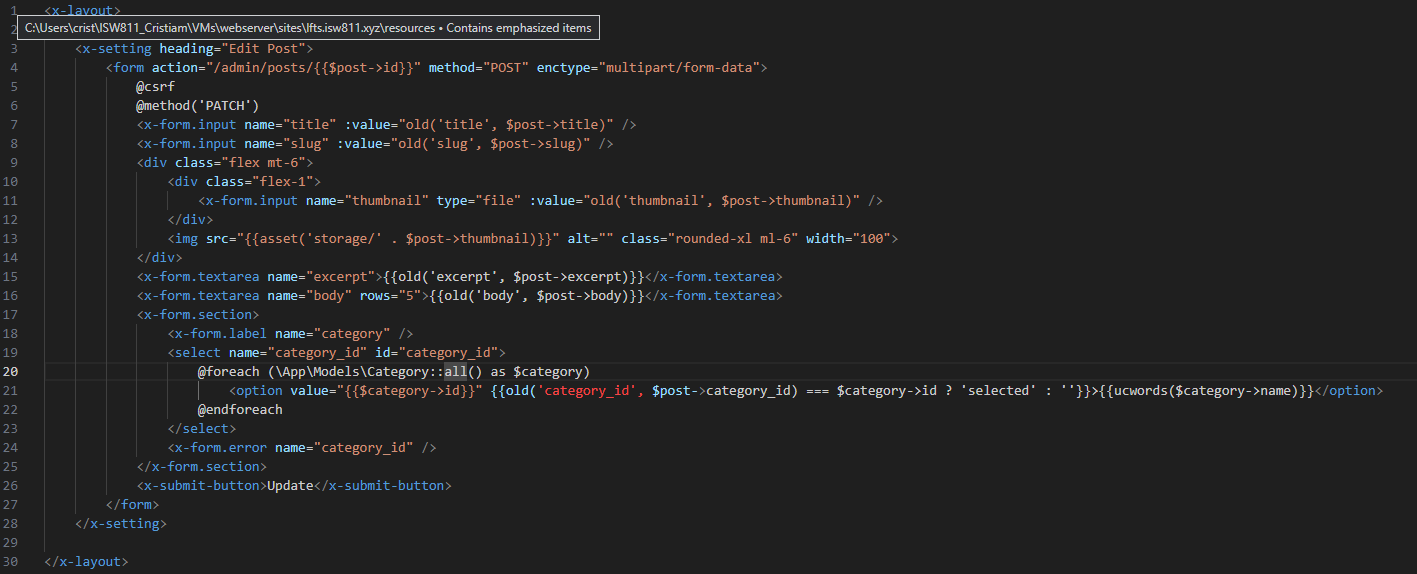 1 <x-layout>
2 C:\Users\crist\ISW811_Cristiam\VMs\webserver\sites\lfts.isw811.xyz\resources • Contains emphasized items
3     <x-setting heading="Edit Post">
4         <form action="/admin/posts/{{$post->id}}" method="POST" enctype="multipart/form-data">
5             @csrf
6             @method('PATCH')
7             <x-form.input name="title" :value="old('title', $post->title)" />
8             <x-form.input name="slug" :value="old('slug', $post->slug)" />
9             <div class="flex mt-6">
10                 <div class="flex-1">
11                     <x-form.input name="thumbnail" type="file" :value="old('thumbnail', $post->thumbnail)" />
12                 </div>
13                 <img src="{{asset('storage/' . $post->thumbnail)}}" alt="" class="rounded-xl ml-6" width="100">
14             </div>
15             <x-form.textarea name="excerpt">{{old('excerpt', $post->excerpt)}}</x-form.textarea>
16             <x-form.textarea name="body" rows="5">{{old('body', $post->body)}}</x-form.textarea>
17             <x-form.section>
18                 <x-form.label name="category" />
19                 <select name="category_id" id="category_id">
20                     @foreach (\App\Models\Category::all() as $category)
21                         <option value="{{$category->id}}" {{old('category_id', $post->category_id) === $category->id ? 'selected' : ''}}>{{ucwords($category->name)}}</option>
22                     @endforeach
23                 </select>
24                 <x-form.error name="category_id" />
25             </x-form.section>
26             <x-submit-button>Update</x-submit-button>
27         </form>
28     </x-setting>
29
30 </x-layout>